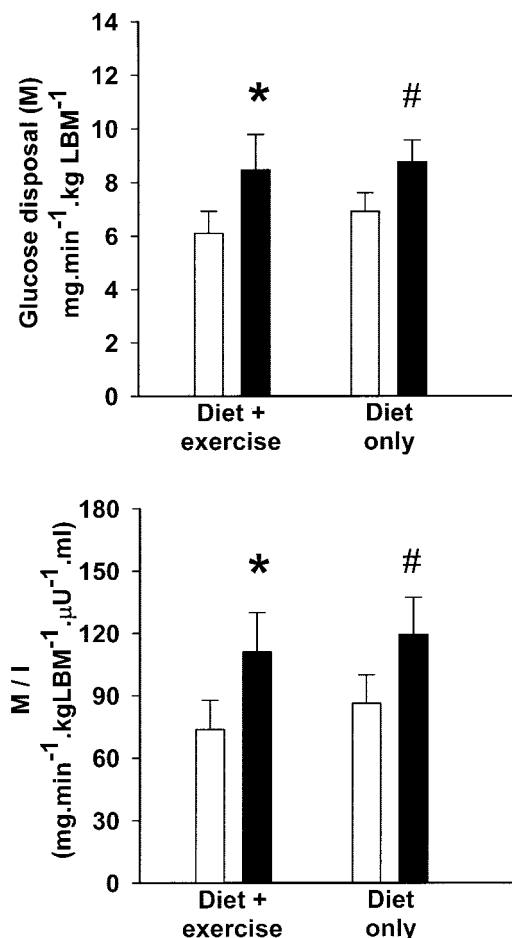 Glucose disposal (M)
mg.min⁻¹.kg LBM⁻¹
14
12
10
8
6
4
2
0
*
#
Diet +
exercise
Diet
only
M / I
(mg.min⁻¹.kgLBM⁻¹.µU⁻¹.ml)
180
150
120
90
60
30
0
*
#
Diet +
exercise
Diet
only